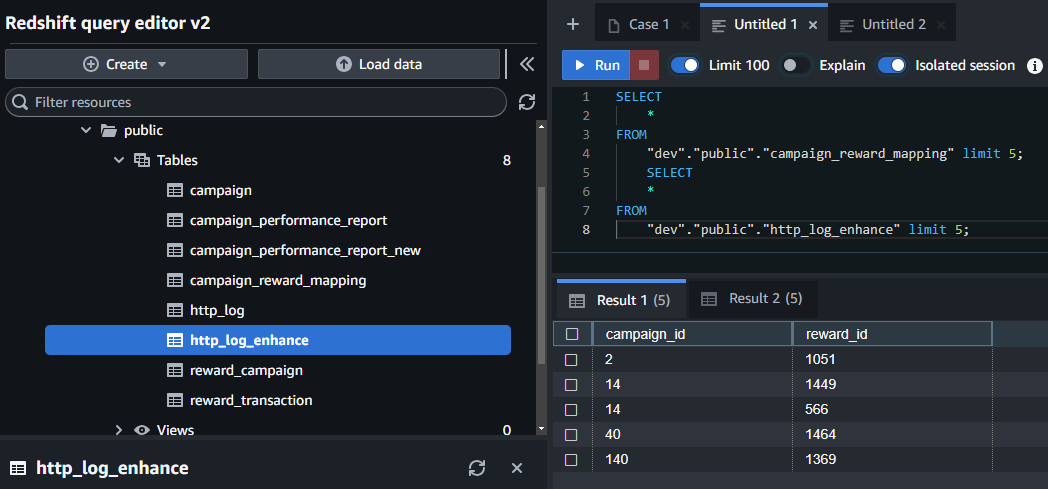 Redshift query editor v2
Create
Load data
Filter resources
public
Tables 8
campaign
campaign_performance_report
campaign_performance_report_new
campaign_reward_mapping
http_log
http_log_enhance
reward_campaign
reward_transaction
Views 0
http_log_enhance
Case 1 Untitled 1 Untitled 2
Run Limit 100 Explain Isolated session
1 SELECT
2 *
3 FROM
4 "dev"."public"."campaign_reward_mapping" limit 5;
5 SELECT
6 *
7 FROM
8 "dev"."public"."http_log_enhance" limit 5;
Result 1 (5) Result 2 (5)
campaign_id reward_id
2 1051
14 1449
14 566
40 1464
140 1369